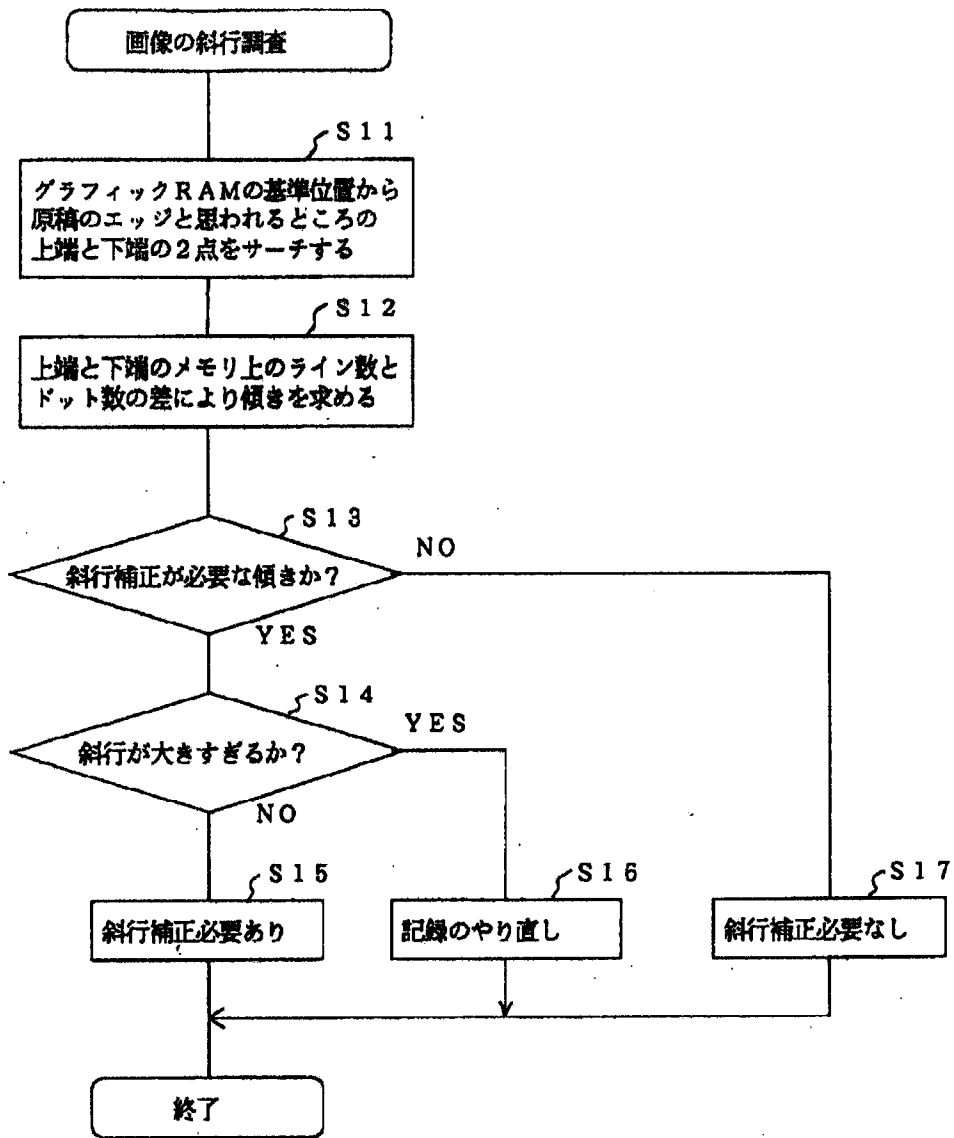 画像の斜行調査
S11
グラフィックRAMの基準位置から
原稿のエッジと思われるところの
上端と下端の2点をサーチする
S12
上端と下端のメモリ上のライン数と
ドット数の差により傾きを求める
S13
斜行補正が必要な傾きか?
NO
YES
S14
斜行が大きすぎるか?
YES
NO
S15
斜行補正必要あり
S16
記録のやり直し
S17
斜行補正必要なし
終了